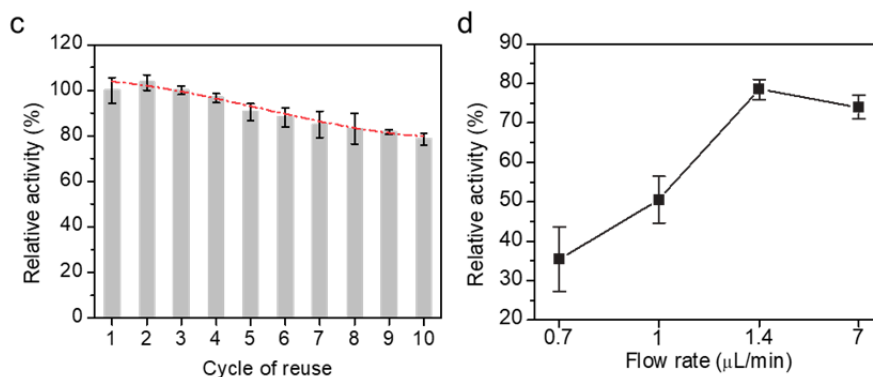 c
120
100
80
60
40
20
0
Relative activity (%)
1 2 3 4 5 6 7 8 9 10
Cycle of reuse
d
90
80
70
60
50
40
30
20
Relative activity (%)
0.7 1 1.4 7
Flow rate (μL/min)